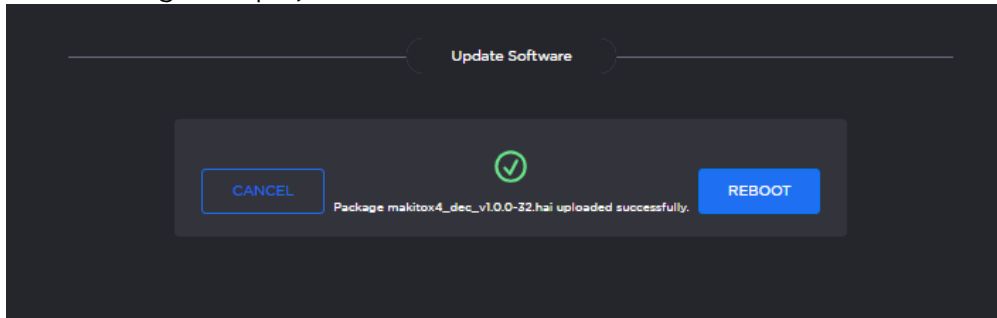 Update Software
CANCEL
REBOOT
Package makitox4_dec_v1.0.0-32.hai uploaded successfully.